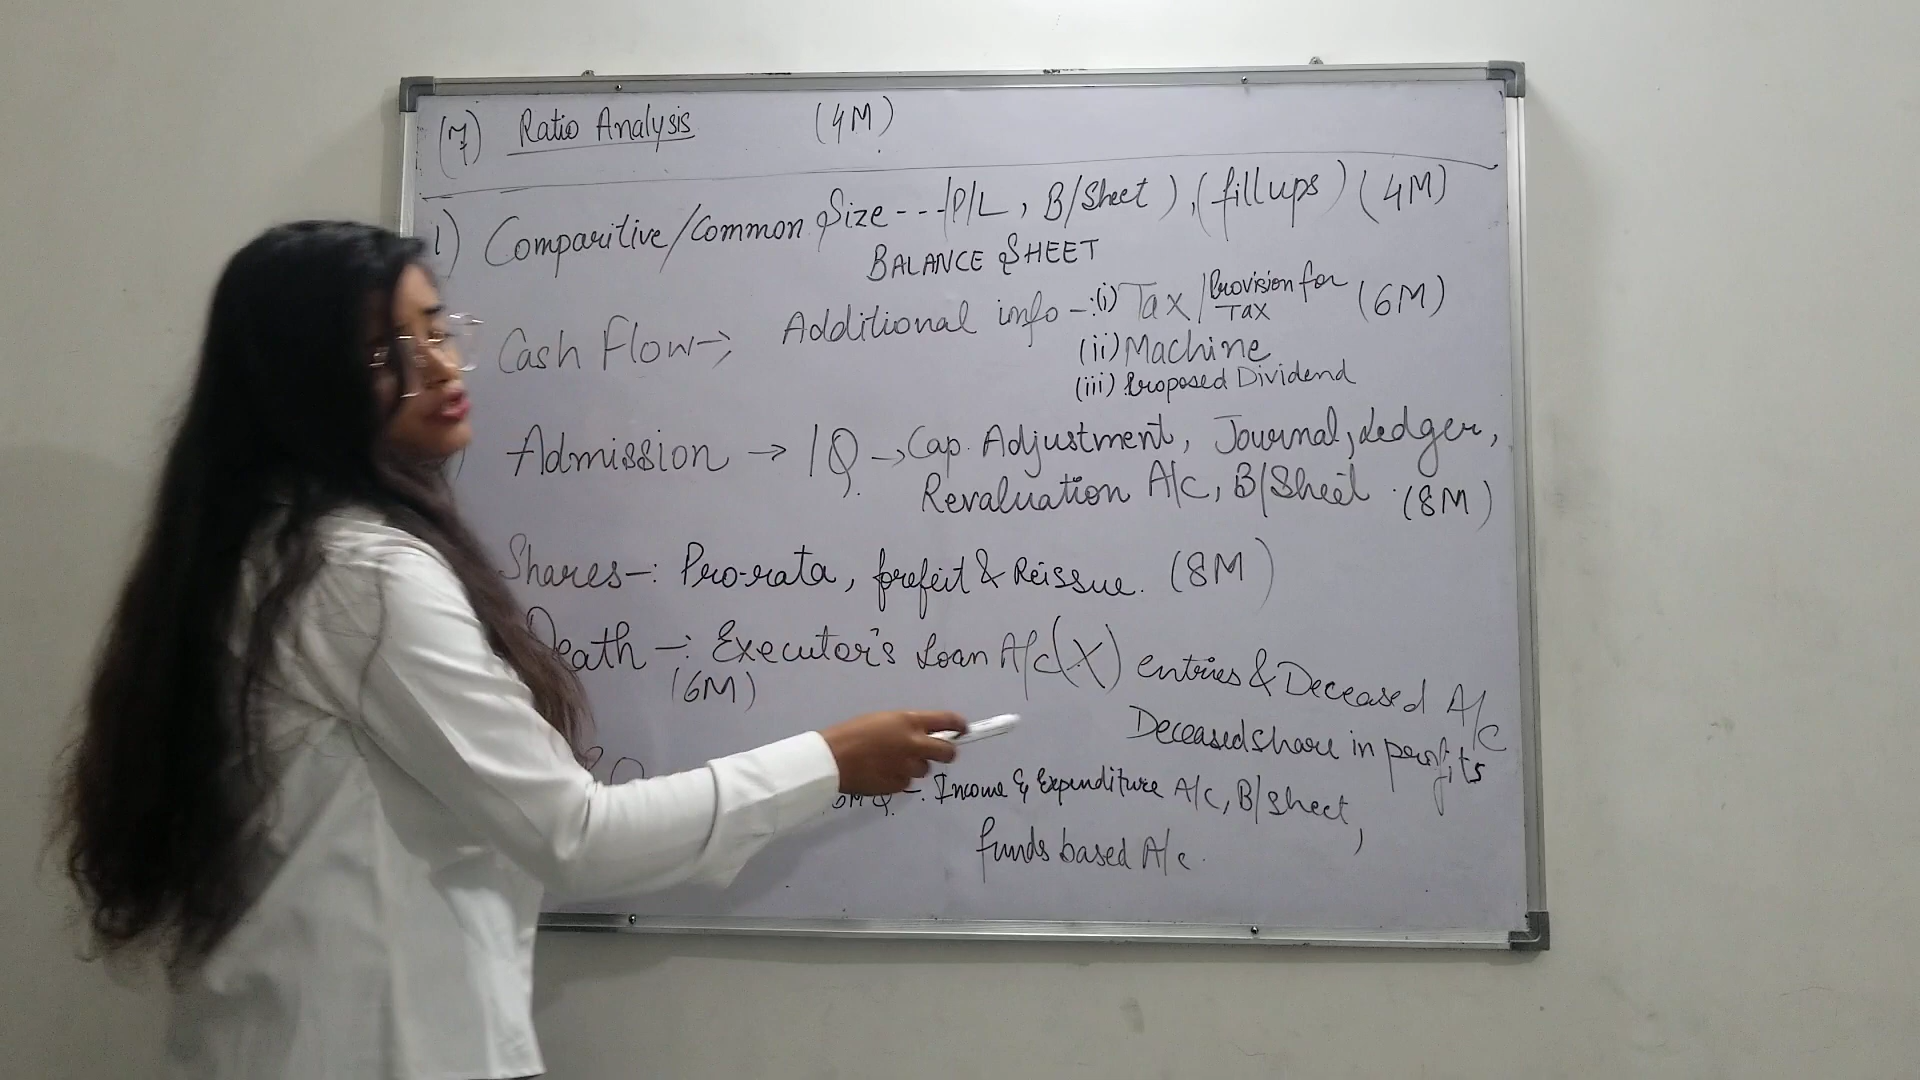 (7) Ratio Analysis (4M)
1) Comparitive/Common Size --- (P/L, B/Sheet), (fillups) (4M)
BALANCE SHEET
Cash Flow → Additional info -: (i) Tax / Provision for Tax (6M)
(ii) Machine
(iii) Proposed Dividend
Admission → 1Q → Cap. Adjustment, Journal, Ledger,
Revaluation A/c, B/Sheet. (8M)
Shares -: Pro-rata, forefeit & Reissue. (8M)
Death -: Executor's Loan A/c (X) entries & Deceased A/C
(6M)
Deceased share in profits
Q -: Income & Expenditure A/c, B/sheet,
funds based A/c.